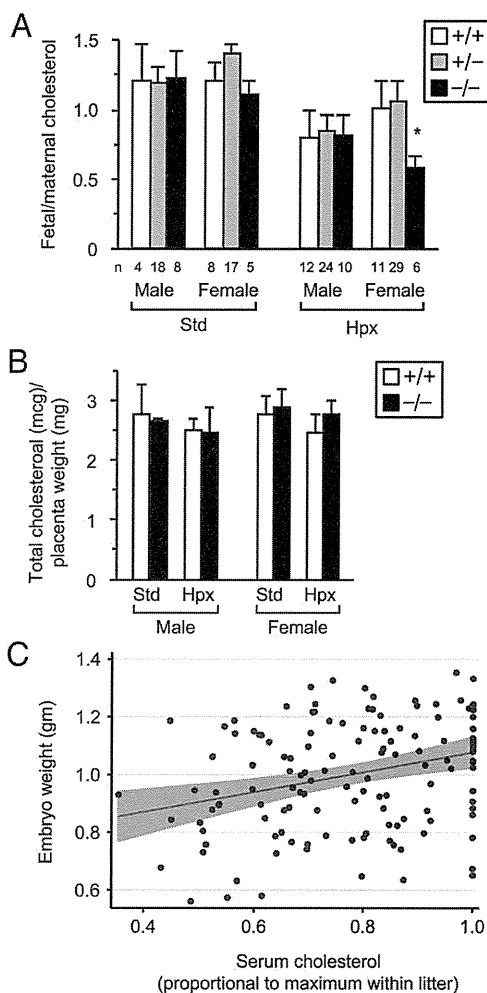 A
Fetal/maternal cholesterol
1.5
1.0
0.5
0
+/+
+/−
−/−
*
n 4 18 8 8 17 5 12 24 10 11 29 6
Male Female Male Female
Std Hpx
B
Total cholesteroal (mcg)/
placenta weight (mg)
3
2
1
0
+/+
−/−
Std Hpx Std Hpx
Male Female
C
Embryo weight (gm)
1.4
1.2
1.0
0.8
0.6
0.4 0.6 0.8 1.0
Serum cholesterol
(proportional to maximum within litter)